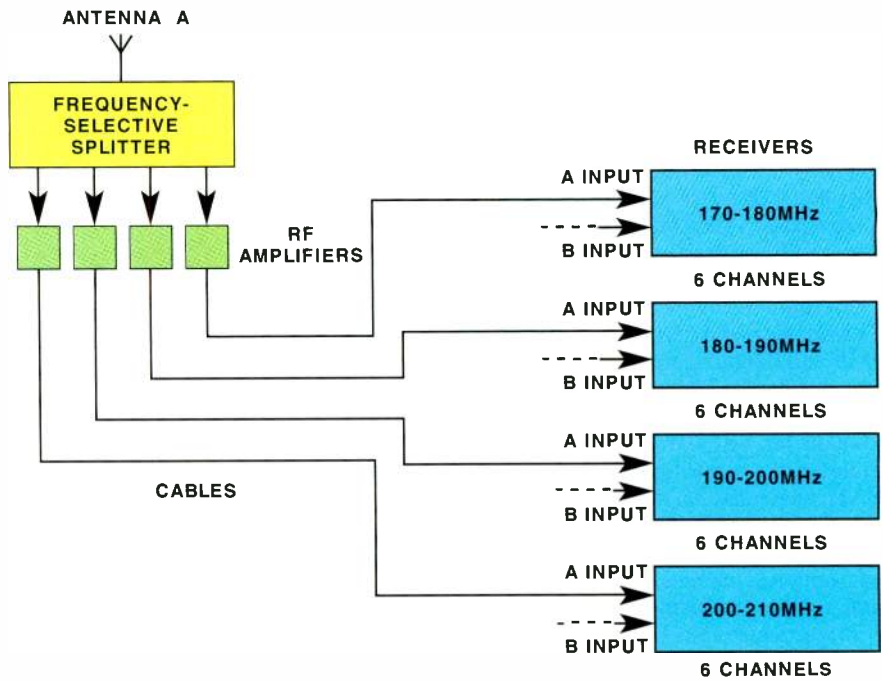 ANTENNA A
FREQUENCY-
SELECTIVE
SPLITTER
RF
AMPLIFIERS
CABLES
RECEIVERS
A INPUT
170-180MHz
B INPUT
6 CHANNELS
A INPUT
180-190MHz
B INPUT
6 CHANNELS
A INPUT
190-200MHz
B INPUT
6 CHANNELS
A INPUT
200-210MHz
B INPUT
6 CHANNELS